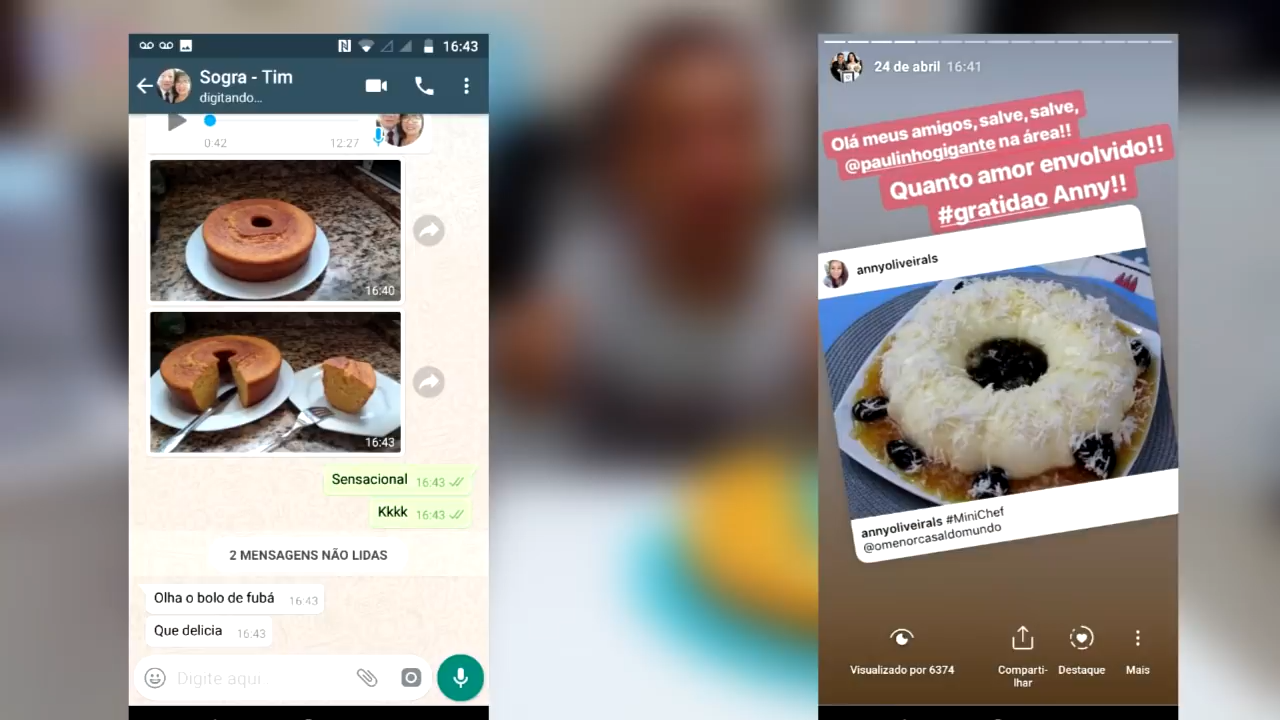 16:43
Sogra - Tim
digitando...
0:42
12:27
16:40
16:43
Sensacional 16:43
Kkkk 16:43
2 MENSAGENS NÃO LIDAS
Olha o bolo de fubá 16:43
Que delicia 16:43
Digite aqui
24 de abril 16:41
Olá meus amigos, salve, salve,
@paulinhogigante na área!!
Quanto amor envolvido!!
#gratidao Anny!!
annyoliveirals
annyoliveirals #MiniChef
@omenorcasaldomundo
Visualizado por 6374
Comparti-
lhar
Destaque
Mais